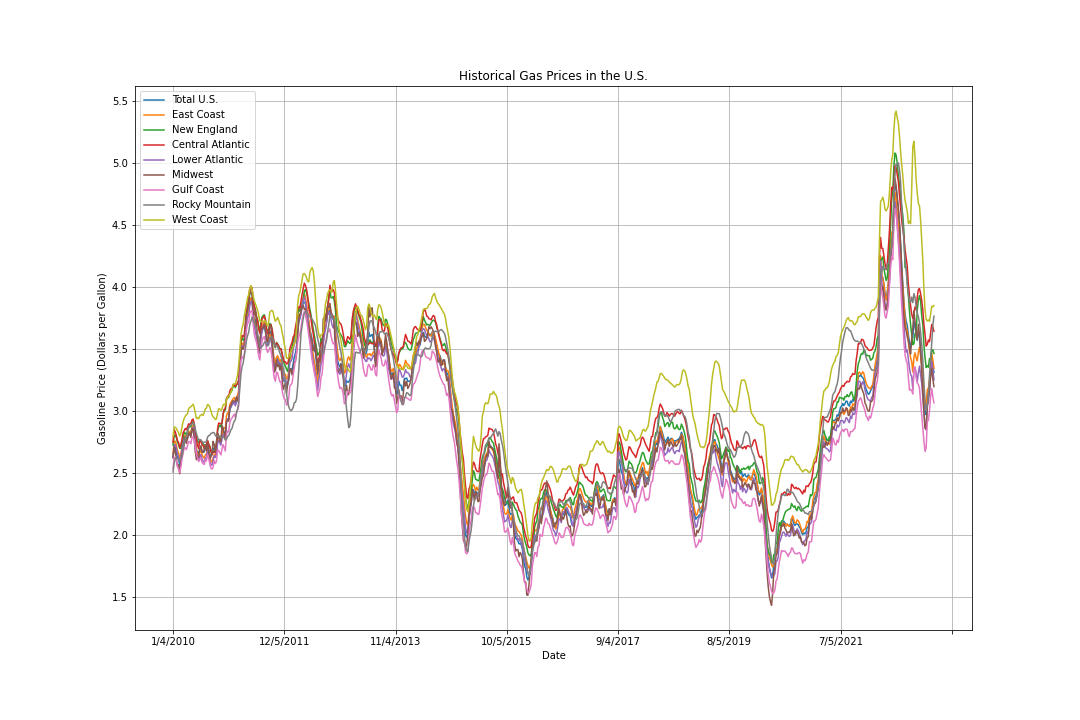 Historical Gas Prices in the U.S.
Gasoline Price (Dollars per Gallon)
5.5
5.0
4.5
4.0
3.5
3.0
2.5
2.0
1.5
Total U.S.
East Coast
New England
Central Atlantic
Lower Atlantic
Midwest
Gulf Coast
Rocky Mountain
West Coast
1/4/2010 12/5/2011 11/4/2013 10/5/2015 9/4/2017 8/5/2019 7/5/2021
Date